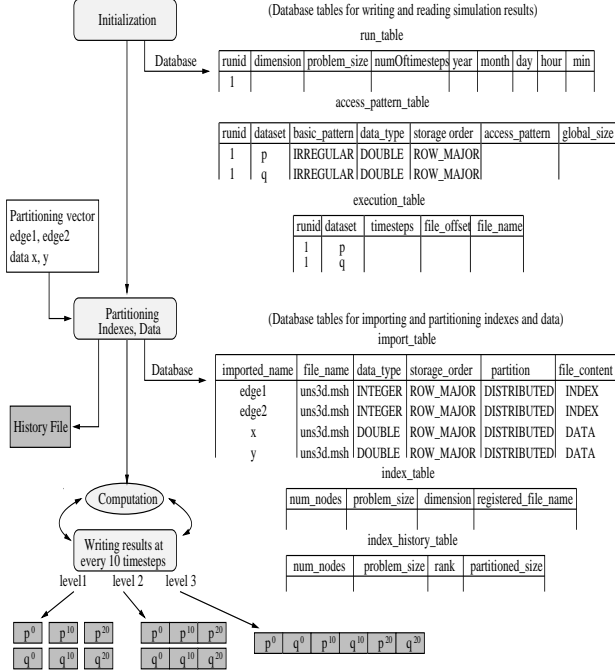 Initialization
(Database tables for writing and reading simulation results)
run_table
Database
runid dimension problem_size numOftimesteps year month day hour min
1
access_pattern_table
runid dataset basic_pattern data_type storage order access_pattern global_size
1 p IRREGULAR DOUBLE ROW_MAJOR
1 q IRREGULAR DOUBLE ROW_MAJOR
execution_table
runid dataset timesteps file_offset file_name
1 p
1 q
Partitioning vector
edge1, edge2
data x, y
Partitioning
Indexes, Data
(Database tables for importing and partitioning indexes and data)
import_table
Database
imported_name file_name data_type storage_order partition file_content
edge1 uns3d.msh INTEGER ROW_MAJOR DISTRIBUTED INDEX
edge2 uns3d.msh INTEGER ROW_MAJOR DISTRIBUTED INDEX
x uns3d.msh DOUBLE ROW_MAJOR DISTRIBUTED DATA
y uns3d.msh DOUBLE ROW_MAJOR DISTRIBUTED DATA
History File
index_table
num_nodes problem_size dimension registered_file_name
index_history_table
num_nodes problem_size rank partitioned_size
Computation
Writing results at
every 10 timesteps
level1 level 2 level 3
p⁰ p¹⁰ p²⁰ p⁰ p¹⁰ p²⁰
q⁰ q¹⁰ q²⁰ q⁰ q¹⁰ q²⁰
p⁰ q⁰ p¹⁰ q¹⁰ p²⁰ q²⁰